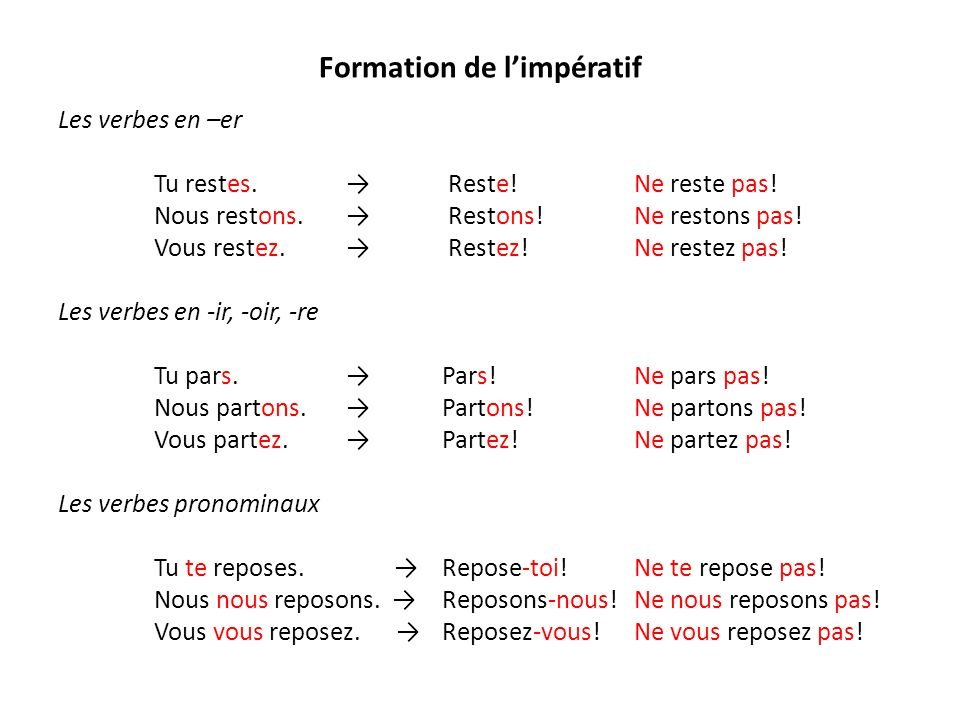 Formation de l’impératif
Les verbes en –er
Tu restes. → Reste! Ne reste pas!
Nous restons. → Restons! Ne restons pas!
Vous restez. → Restez! Ne restez pas!
Les verbes en -ir, -oir, -re
Tu pars. → Pars! Ne pars pas!
Nous partons. → Partons! Ne partons pas!
Vous partez. → Partez! Ne partez pas!
Les verbes pronominaux
Tu te reposes. → Repose-toi! Ne te repose pas!
Nous nous reposons. → Reposons-nous! Ne nous reposons pas!
Vous vous reposez. → Reposez-vous! Ne vous reposez pas!